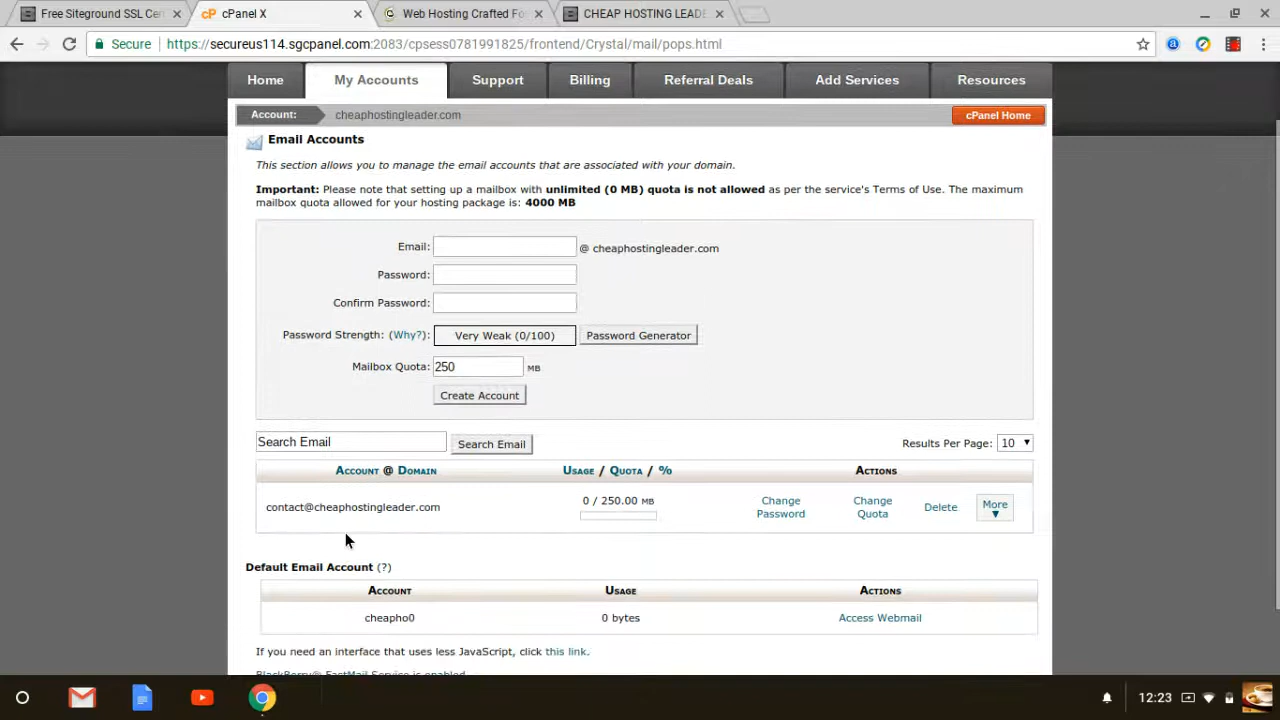 Free Siteground SSL Cer
cPanel X
Web Hosting Crafted Fo
CHEAP HOSTING LEAD
Secure https://secureus114.sgcpanel.com:2083/cpsess0781991825/frontend/Crystal/mail/pops.html
Home My Accounts Support Billing Referral Deals Add Services Resources
Account: cheaphostingleader.com cPanel Home
Email Accounts
This section allows you to manage the email accounts that are associated with your domain.
Important: Please note that setting up a mailbox with unlimited (0 MB) quota is not allowed as per the service's Terms of Use. The maximum
mailbox quota allowed for your hosting package is: 4000 MB
Email: @ cheaphostingleader.com
Password:
Confirm Password:
Password Strength: (Why?): Very Weak (0/100) Password Generator
Mailbox Quota: 250 MB
Create Account
Search Email Search Email Results Per Page: 10
Account @ Domain Usage / Quota / % Actions
contact@cheaphostingleader.com 0 / 250.00 MB Change Password Change Quota Delete More
Default Email Account (?)
Account Usage Actions
cheapho0 0 bytes Access Webmail
If you need an interface that uses less JavaScript, click this link.
BlackBerry® FastMail Service is enabled
12:23